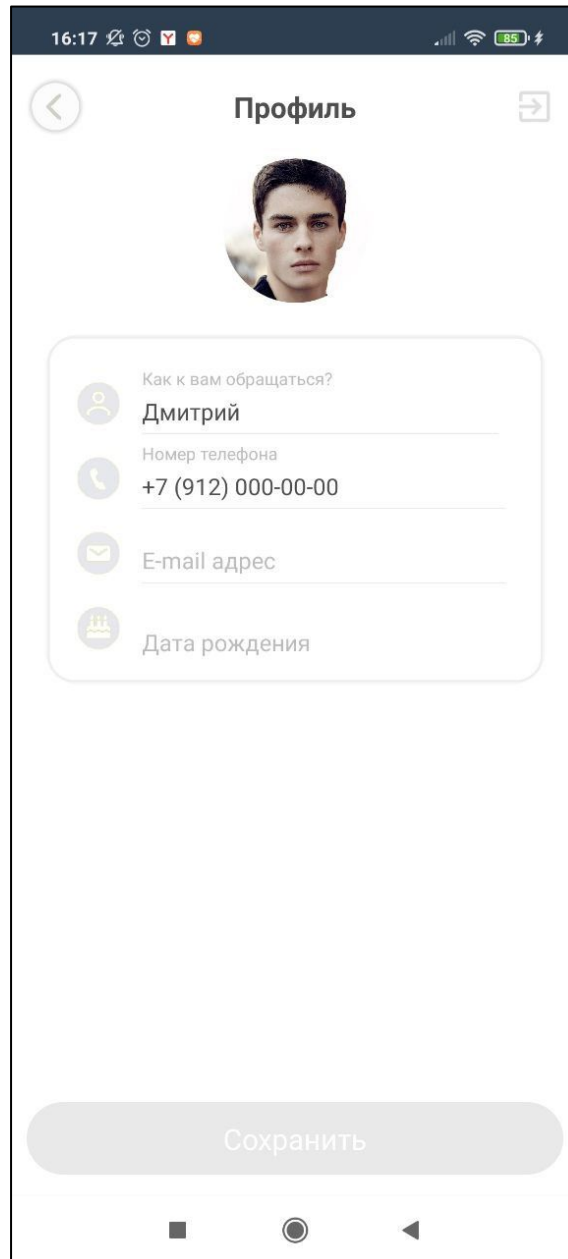 16:17
85
Профиль
Как к вам обращаться?
Дмитрий
Номер телефона
+7 (912) 000-00-00
E-mail адрес
Дата рождения
Сохранить